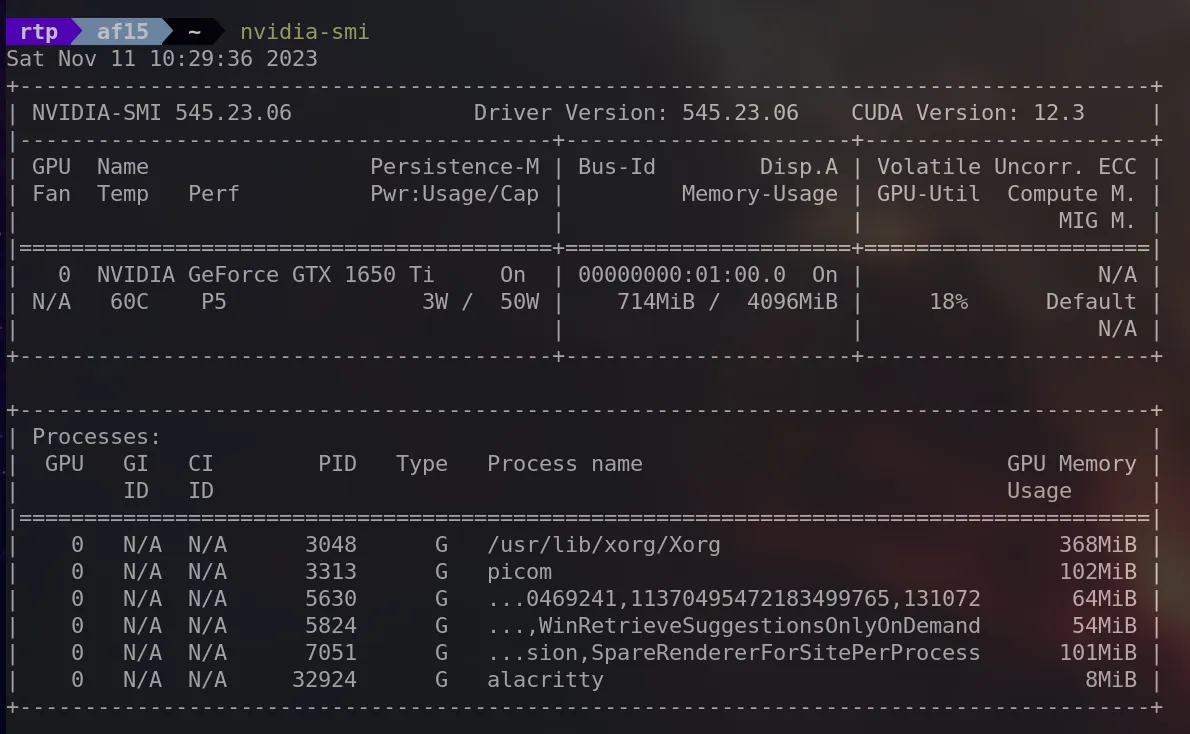 rtp af15 ~ nvidia-smi
Sat Nov 11 10:29:36 2023
+---------------------------------------------------------------------------------------+
| NVIDIA-SMI 545.23.06              Driver Version: 545.23.06    CUDA Version: 12.3     |
|-----------------------------------------+----------------------+----------------------+
| GPU  Name                 Persistence-M | Bus-Id        Disp.A | Volatile Uncorr. ECC |
| Fan  Temp   Perf          Pwr:Usage/Cap |         Memory-Usage | GPU-Util  Compute M. |
|                                         |                      |               MIG M. |
|=========================================+======================+======================|
|   0  NVIDIA GeForce GTX 1650 Ti     On  | 00000000:01:00.0  On |                  N/A |
| N/A   60C    P5               3W /  50W |    714MiB /  4096MiB |     18%      Default |
|                                         |                      |                  N/A |
+-----------------------------------------+----------------------+----------------------+
+---------------------------------------------------------------------------------------+
| Processes:                                                                            |
|  GPU   GI   CI        PID   Type   Process name                            GPU Memory |
|        ID   ID                                                             Usage      |
|=======================================================================================|
|    0   N/A  N/A      3048      G   /usr/lib/xorg/Xorg                          368MiB |
|    0   N/A  N/A      3313      G   picom                                       102MiB |
|    0   N/A  N/A      5630      G   ...0469241,11370495472183499765,131072       64MiB |
|    0   N/A  N/A      5824      G   ...,WinRetrieveSuggestionsOnlyOnDemand       54MiB |
|    0   N/A  N/A      7051      G   ...sion,SpareRendererForSitePerProcess      101MiB |
|    0   N/A  N/A     32924      G   alacritty                                     8MiB |
+---------------------------------------------------------------------------------------+